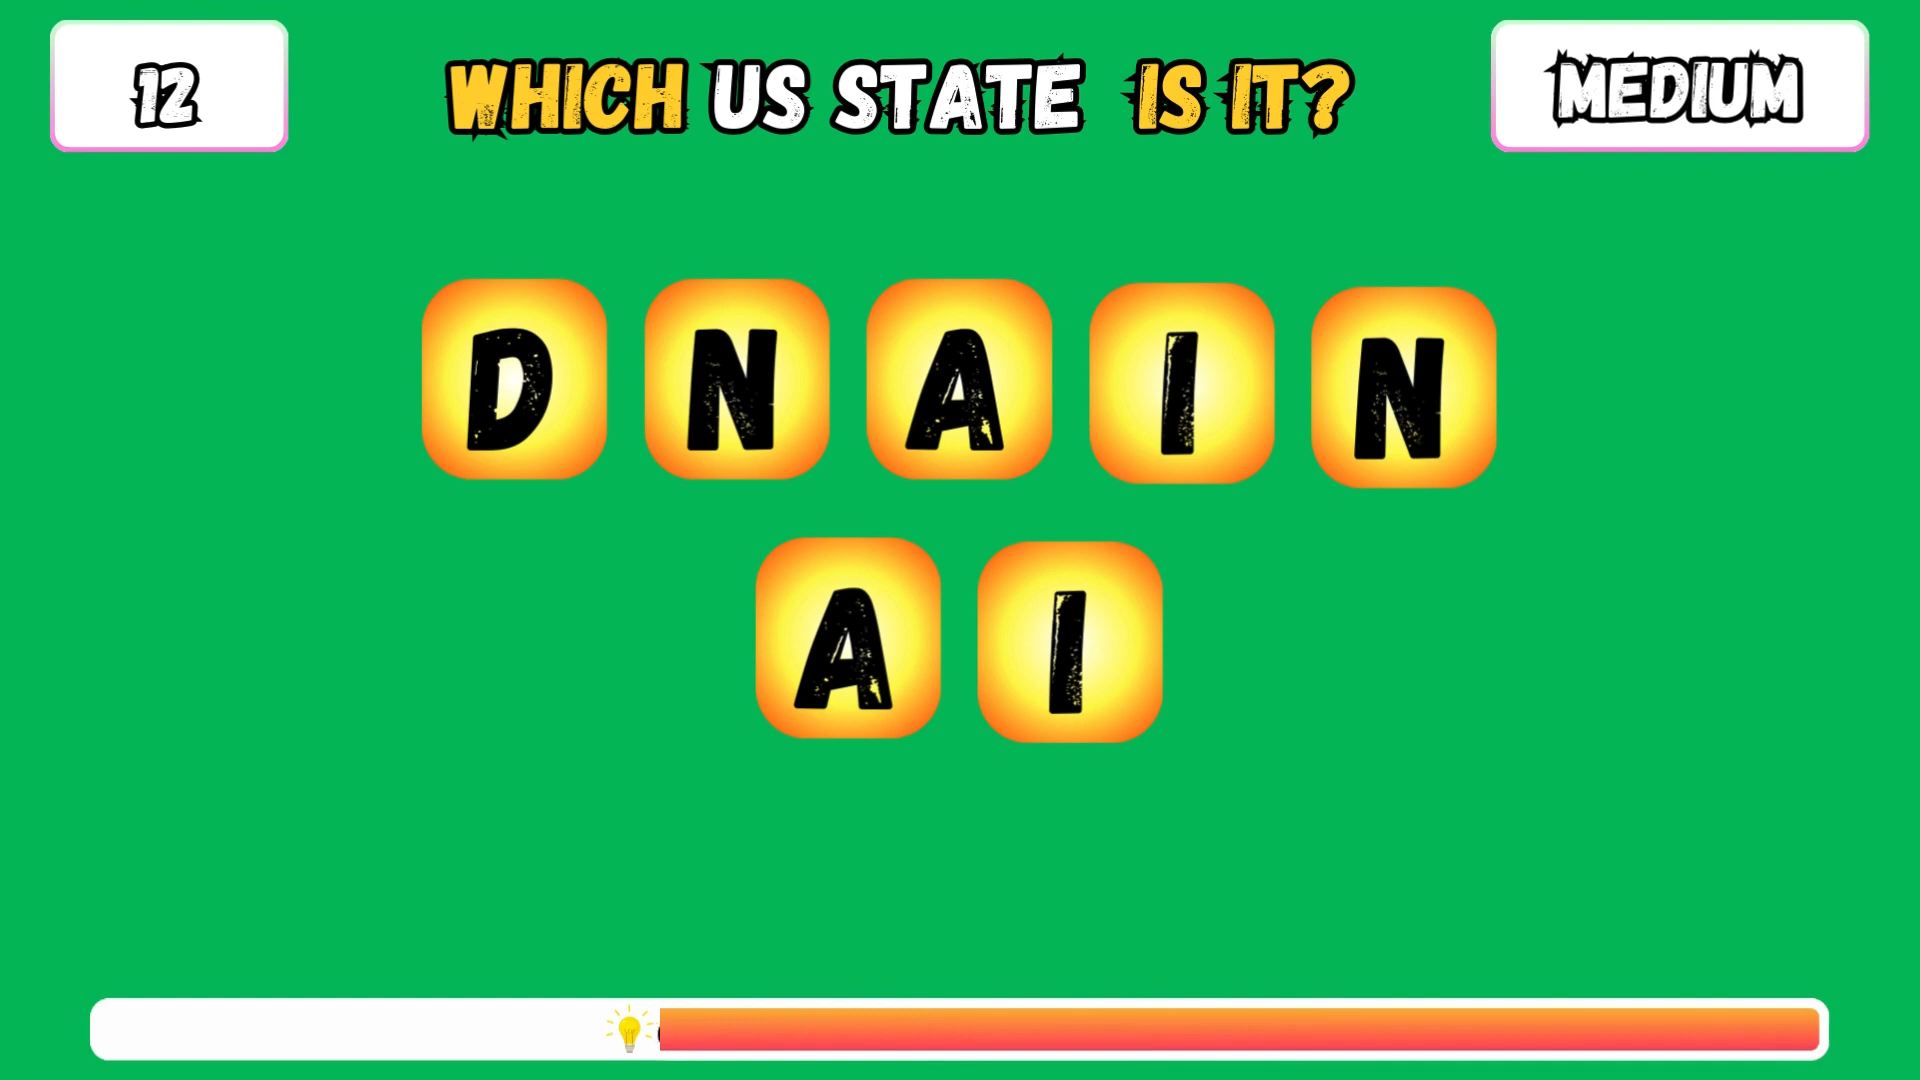 12
WHICH US STATE IS IT?
MEDIUM
D N A I N
A I